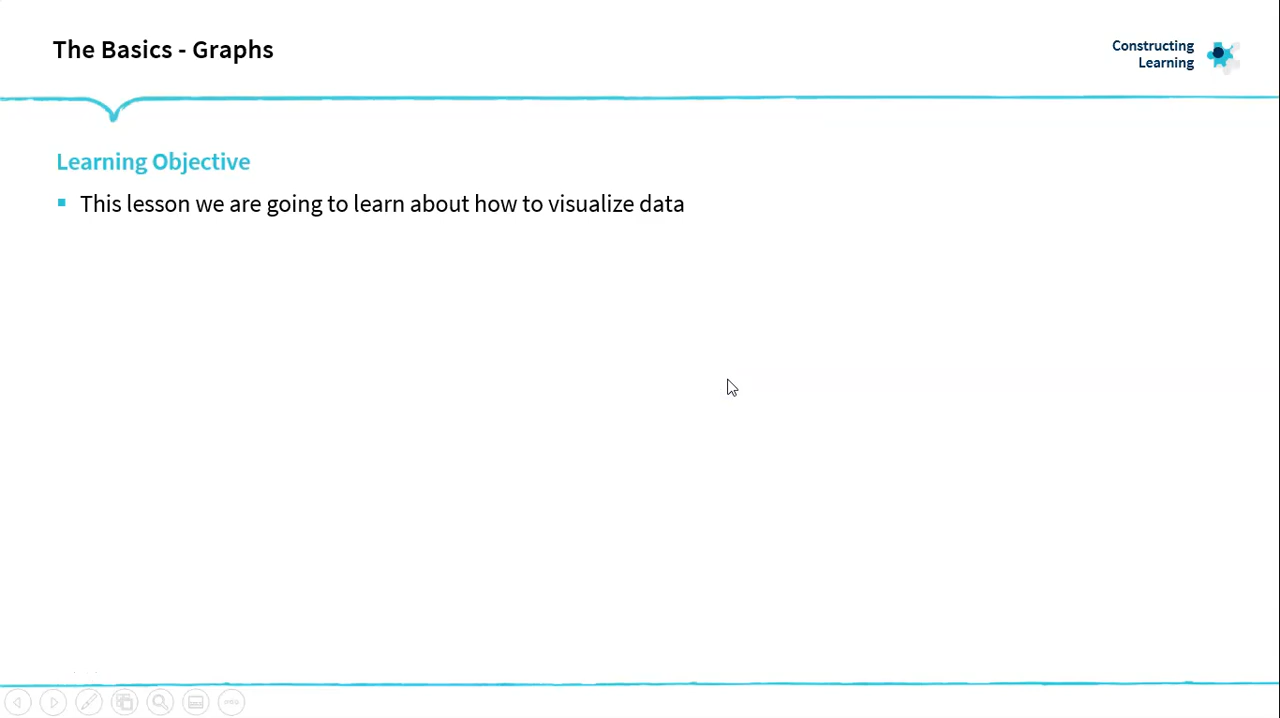 The Basics - Graphs
Constructing
Learning
Learning Objective
This lesson we are going to learn about how to visualize data